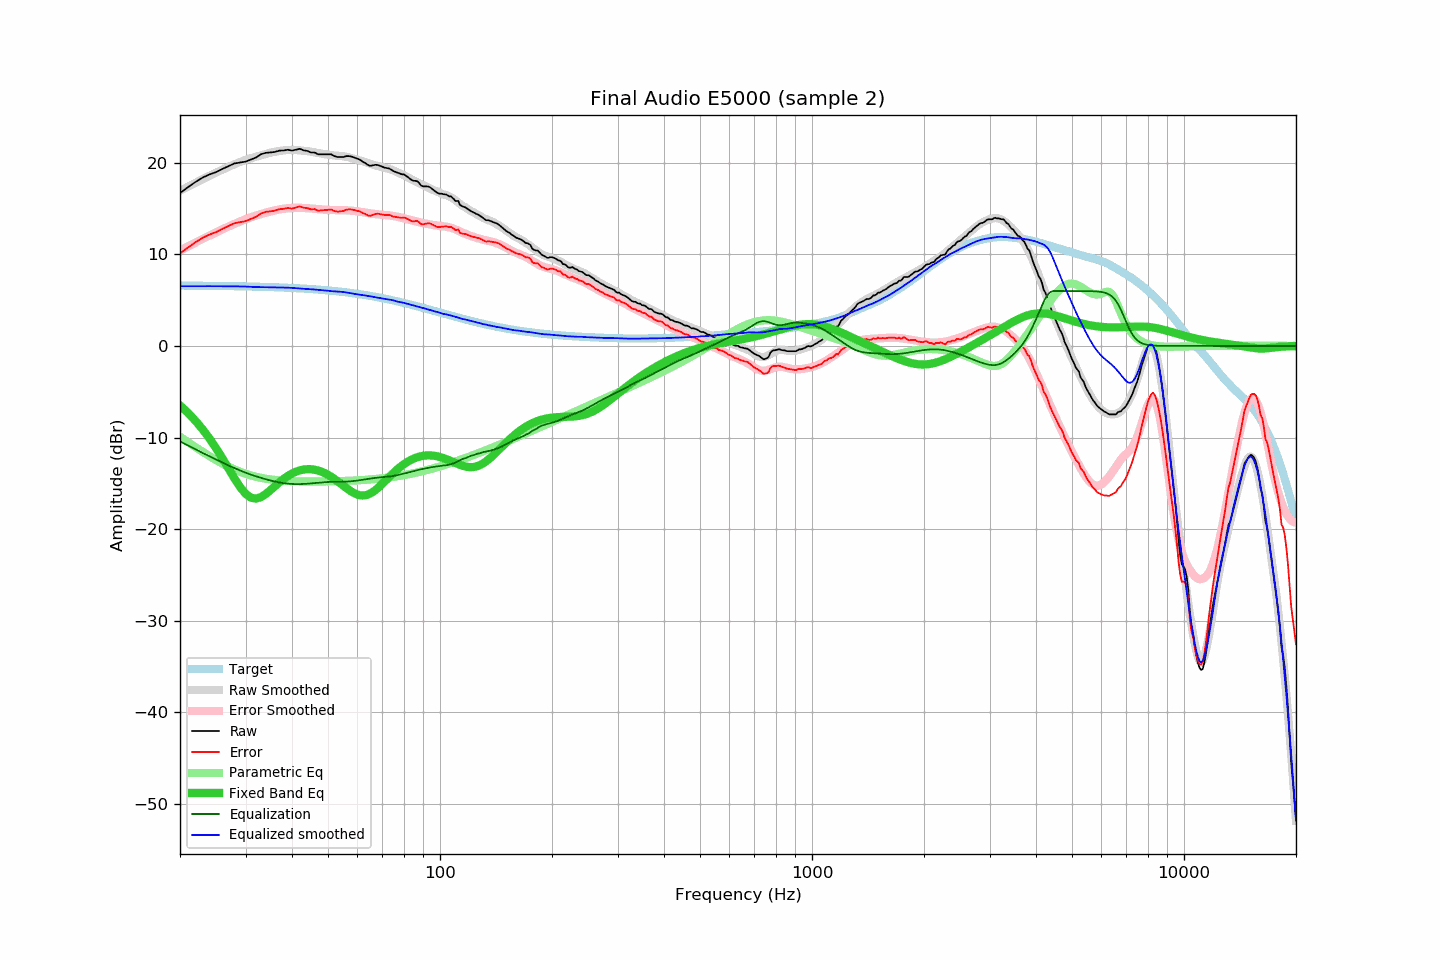 Final Audio E5000 (sample 2)
20
10
0
−10
−20
−30
−40
−50
Amplitude (dBr)
Target
Raw Smoothed
Error Smoothed
Raw
Error
Parametric Eq
Fixed Band Eq
Equalization
Equalized smoothed
100
1000
10000
Frequency (Hz)